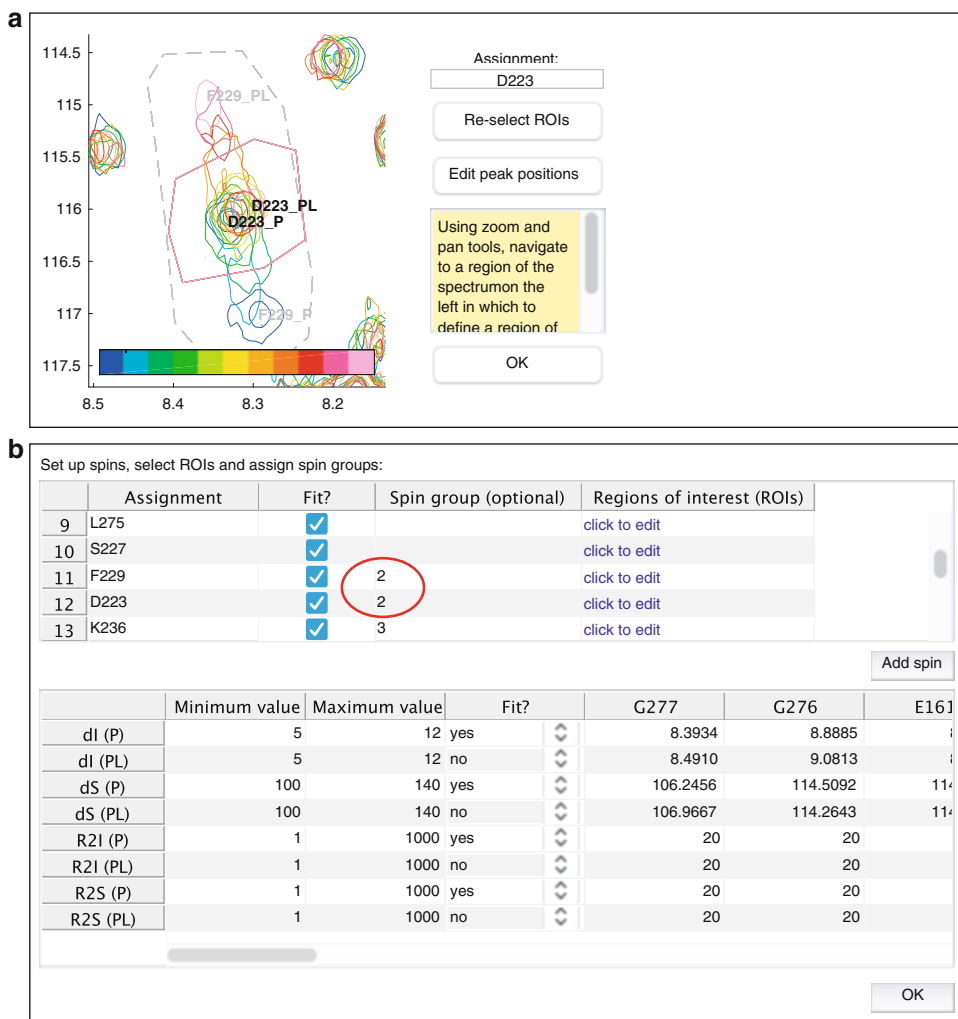 a
114.5
115
115.5
116
116.5
117
117.5
8.5 8.4 8.3 8.2
F229_PL
D223_PL
D223_P
F229_P
Assignment:
D223
Re-select ROIs
Edit peak positions
Using zoom and
pan tools, navigate
to a region of the
spectrumon the
left in which to
define a region of
OK
b
Set up spins, select ROIs and assign spin groups:
Assignment Fit? Spin group (optional) Regions of interest (ROIs)
9 L275 click to edit
10 S227 click to edit
11 F229 2 click to edit
12 D223 2 click to edit
13 K236 3 click to edit
Add spin
Minimum value Maximum value Fit? G277 G276 E161
dI (P) 5 12 yes 8.3934 8.8885
dI (PL) 5 12 no 8.4910 9.0813
dS (P) 100 140 yes 106.2456 114.5092 114
dS (PL) 100 140 no 106.9667 114.2643 114
R2I (P) 1 1000 yes 20 20
R2I (PL) 1 1000 no 20 20
R2S (P) 1 1000 yes 20 20
R2S (PL) 1 1000 no 20 20
OK